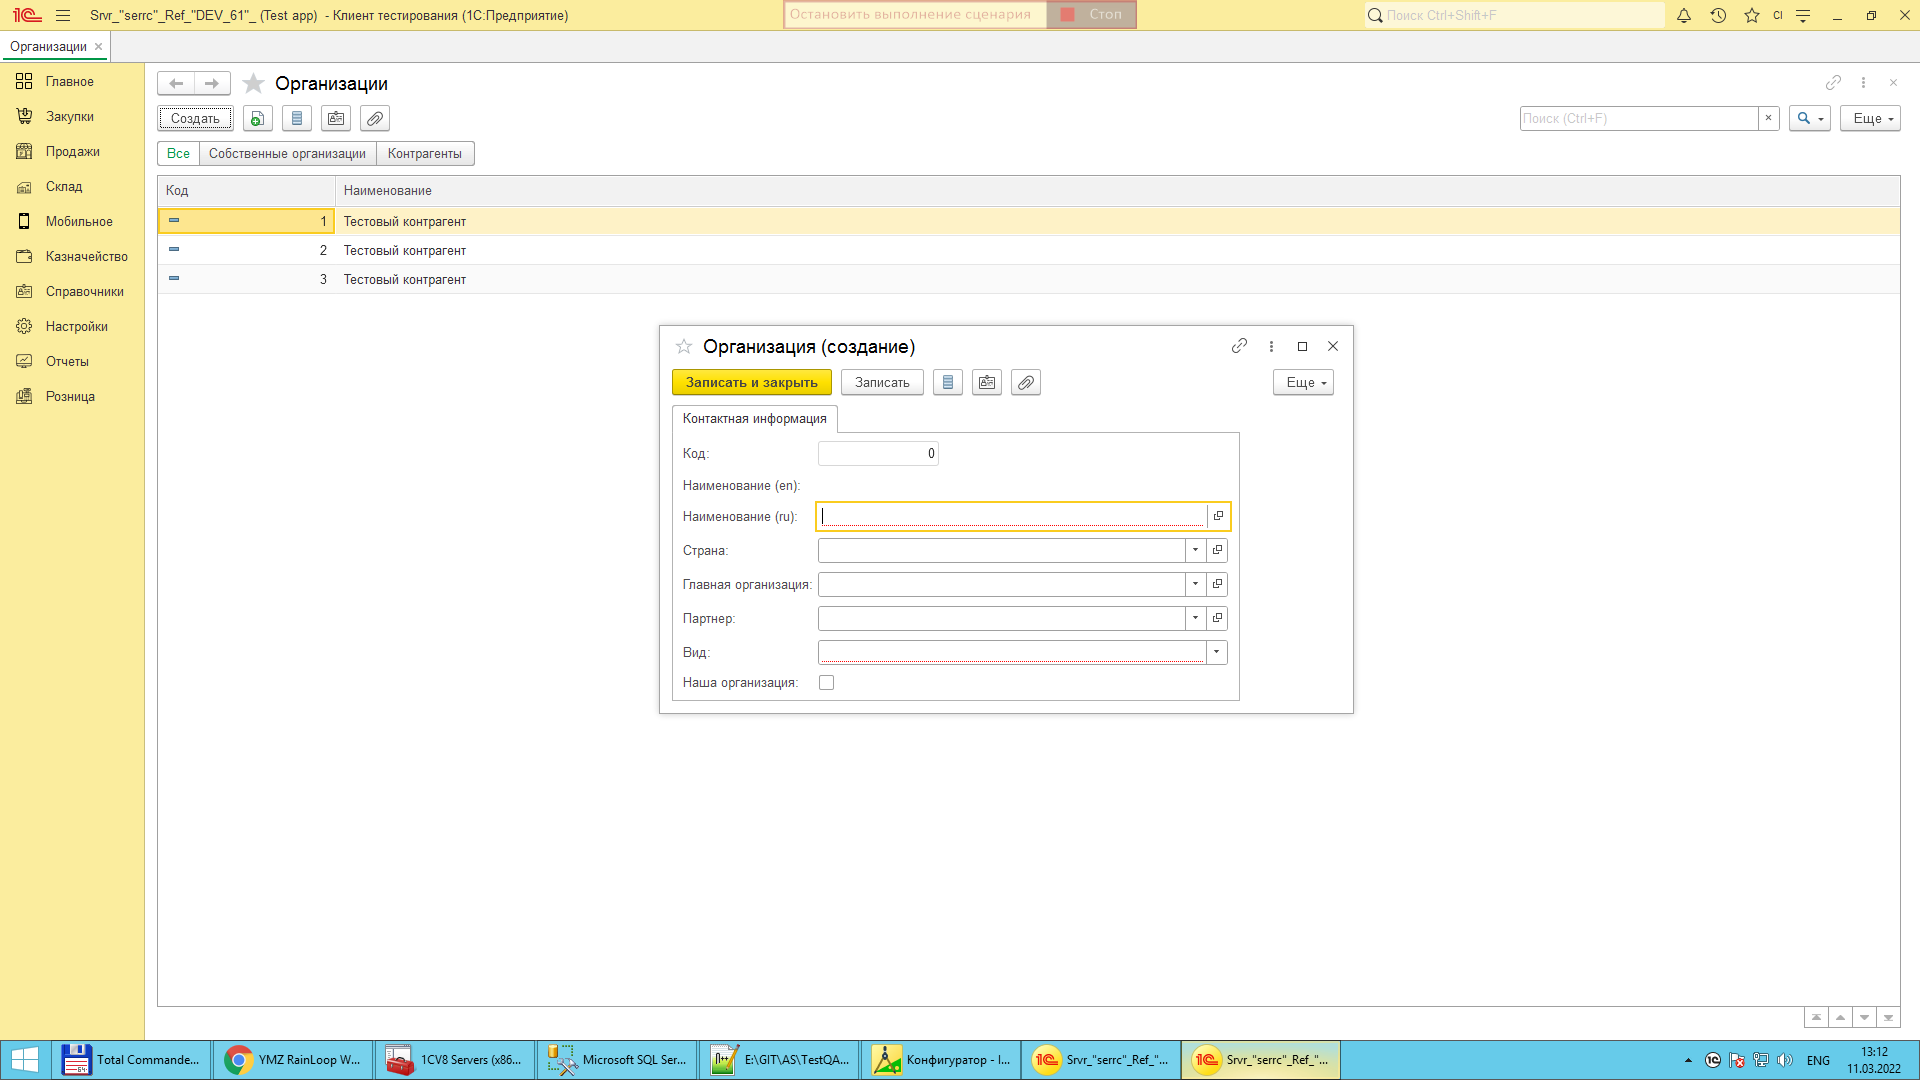 Srvr_"serrc"_Ref_"DEV_61"_ (Test app) - Клиент тестирования (1С:Предприятие)
Остановить выполнение сценария
Стоп
Поиск Ctrl+Shift+F
CI
Организации
Главное
Закупки
Продажи
Склад
Мобильное
Казначейство
Справочники
Настройки
Отчеты
Розница
Организации
Создать
Поиск (Ctrl+F)
Еще
Все
Собственные организации
Контрагенты
Код
Наименование
1 Тестовый контрагент
2 Тестовый контрагент
3 Тестовый контрагент
Организация (создание)
Записать и закрыть
Записать
Еще
Контактная информация
Код:
0
Наименование (en):
Наименование (ru):
Страна:
Главная организация:
Партнер:
Вид:
Наша организация:
Total Commande...
YMZ RainLoop W...
1CV8 Servers (x86...
Microsoft SQL Ser...
E:\GIT\AS\TestQA...
Конфигуратор - I...
Srvr_"serrc"_Ref_"...
Srvr_"serrc"_Ref_"...
ENG
13:12
11.03.2022